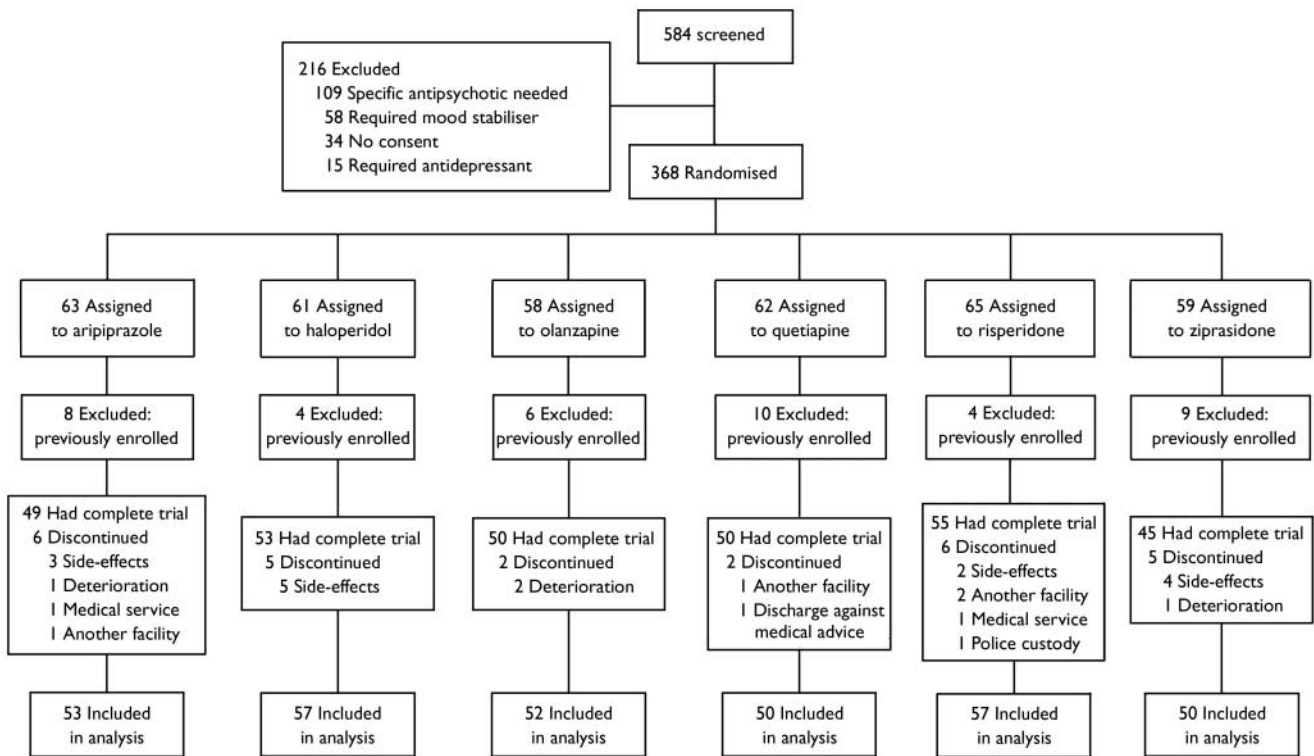 584 screened
216 Excluded
109 Specific antipsychotic needed
58 Required mood stabiliser
34 No consent
15 Required antidepressant
368 Randomised
63 Assigned
to aripiprazole
61 Assigned
to haloperidol
58 Assigned
to olanzapine
62 Assigned
to quetiapine
65 Assigned
to risperidone
59 Assigned
to ziprasidone
8 Excluded:
previously enrolled
4 Excluded:
previously enrolled
6 Excluded:
previously enrolled
10 Excluded:
previously enrolled
4 Excluded:
previously enrolled
9 Excluded:
previously enrolled
49 Had complete trial
6 Discontinued
3 Side-effects
1 Deterioration
1 Medical service
1 Another facility
53 Had complete trial
5 Discontinued
5 Side-effects
50 Had complete trial
2 Discontinued
2 Deterioration
50 Had complete trial
2 Discontinued
1 Another facility
1 Discharge against
medical advice
55 Had complete trial
6 Discontinued
2 Side-effects
2 Another facility
1 Medical service
1 Police custody
45 Had complete trial
5 Discontinued
4 Side-effects
1 Deterioration
53 Included
in analysis
57 Included
in analysis
52 Included
in analysis
50 Included
in analysis
57 Included
in analysis
50 Included
in analysis